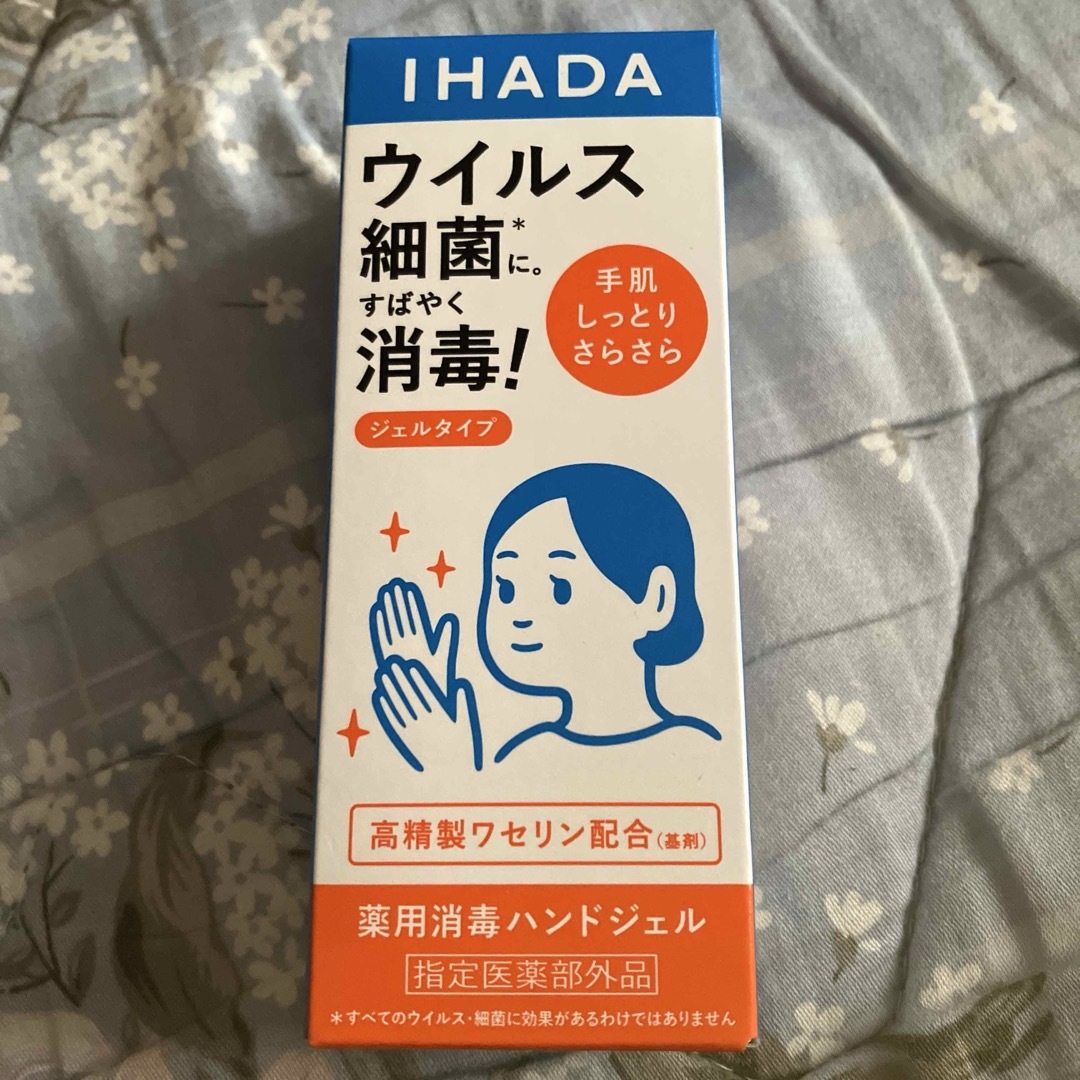 IHADA
ウイルス
細菌*に。
すばやく
消毒!
手肌
しっとり
さらさら
ジェルタイプ
高精製ワセリン配合(基剤)
薬用消毒ハンドジェル
指定医薬部外品
*すべてのウイルス・細菌に効果があるわけではありません